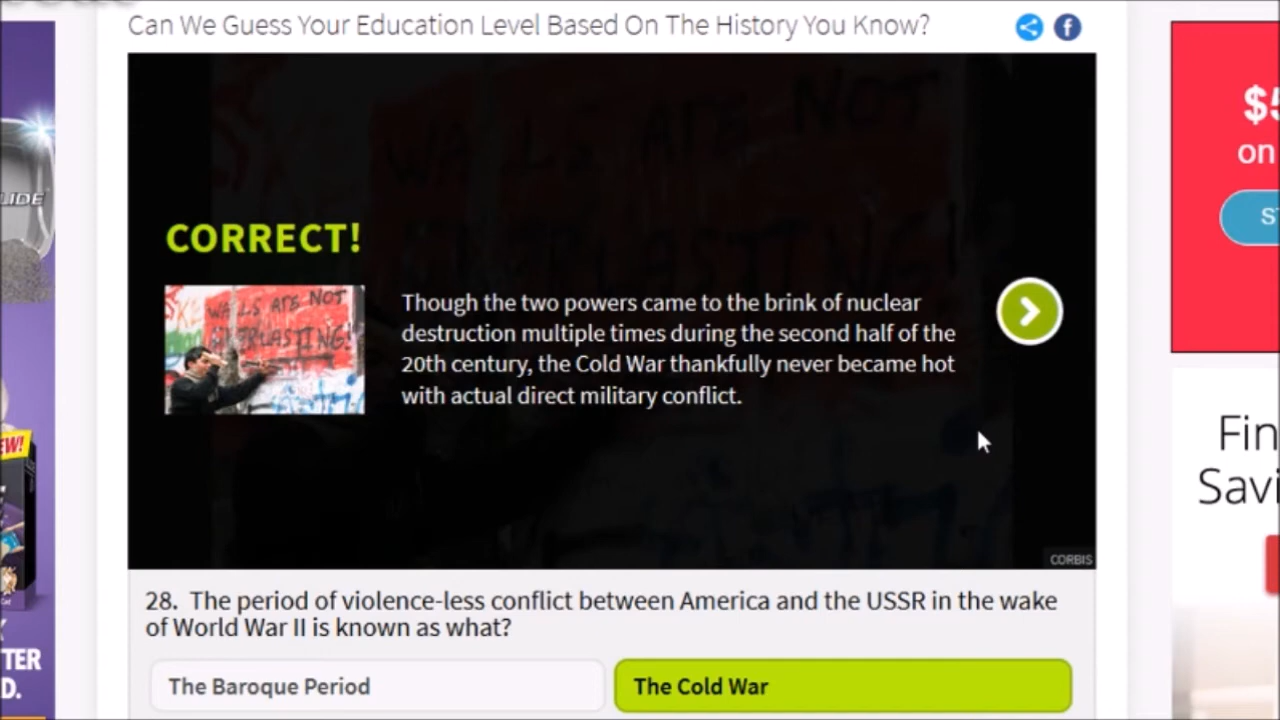 Can We Guess Your Education Level Based On The History You Know?
f
LIDE
$5
on
CORRECT!
WALLS ARE NOT
EVERLASTING!
Though the two powers came to the brink of nuclear
destruction multiple times during the second half of the
20th century, the Cold War thankfully never became hot
with actual direct military conflict.
Fin
Savi
EW!
CORBIS
28. The period of violence-less conflict between America and the USSR in the wake
of World War II is known as what?
TER
D.
The Baroque Period
The Cold War